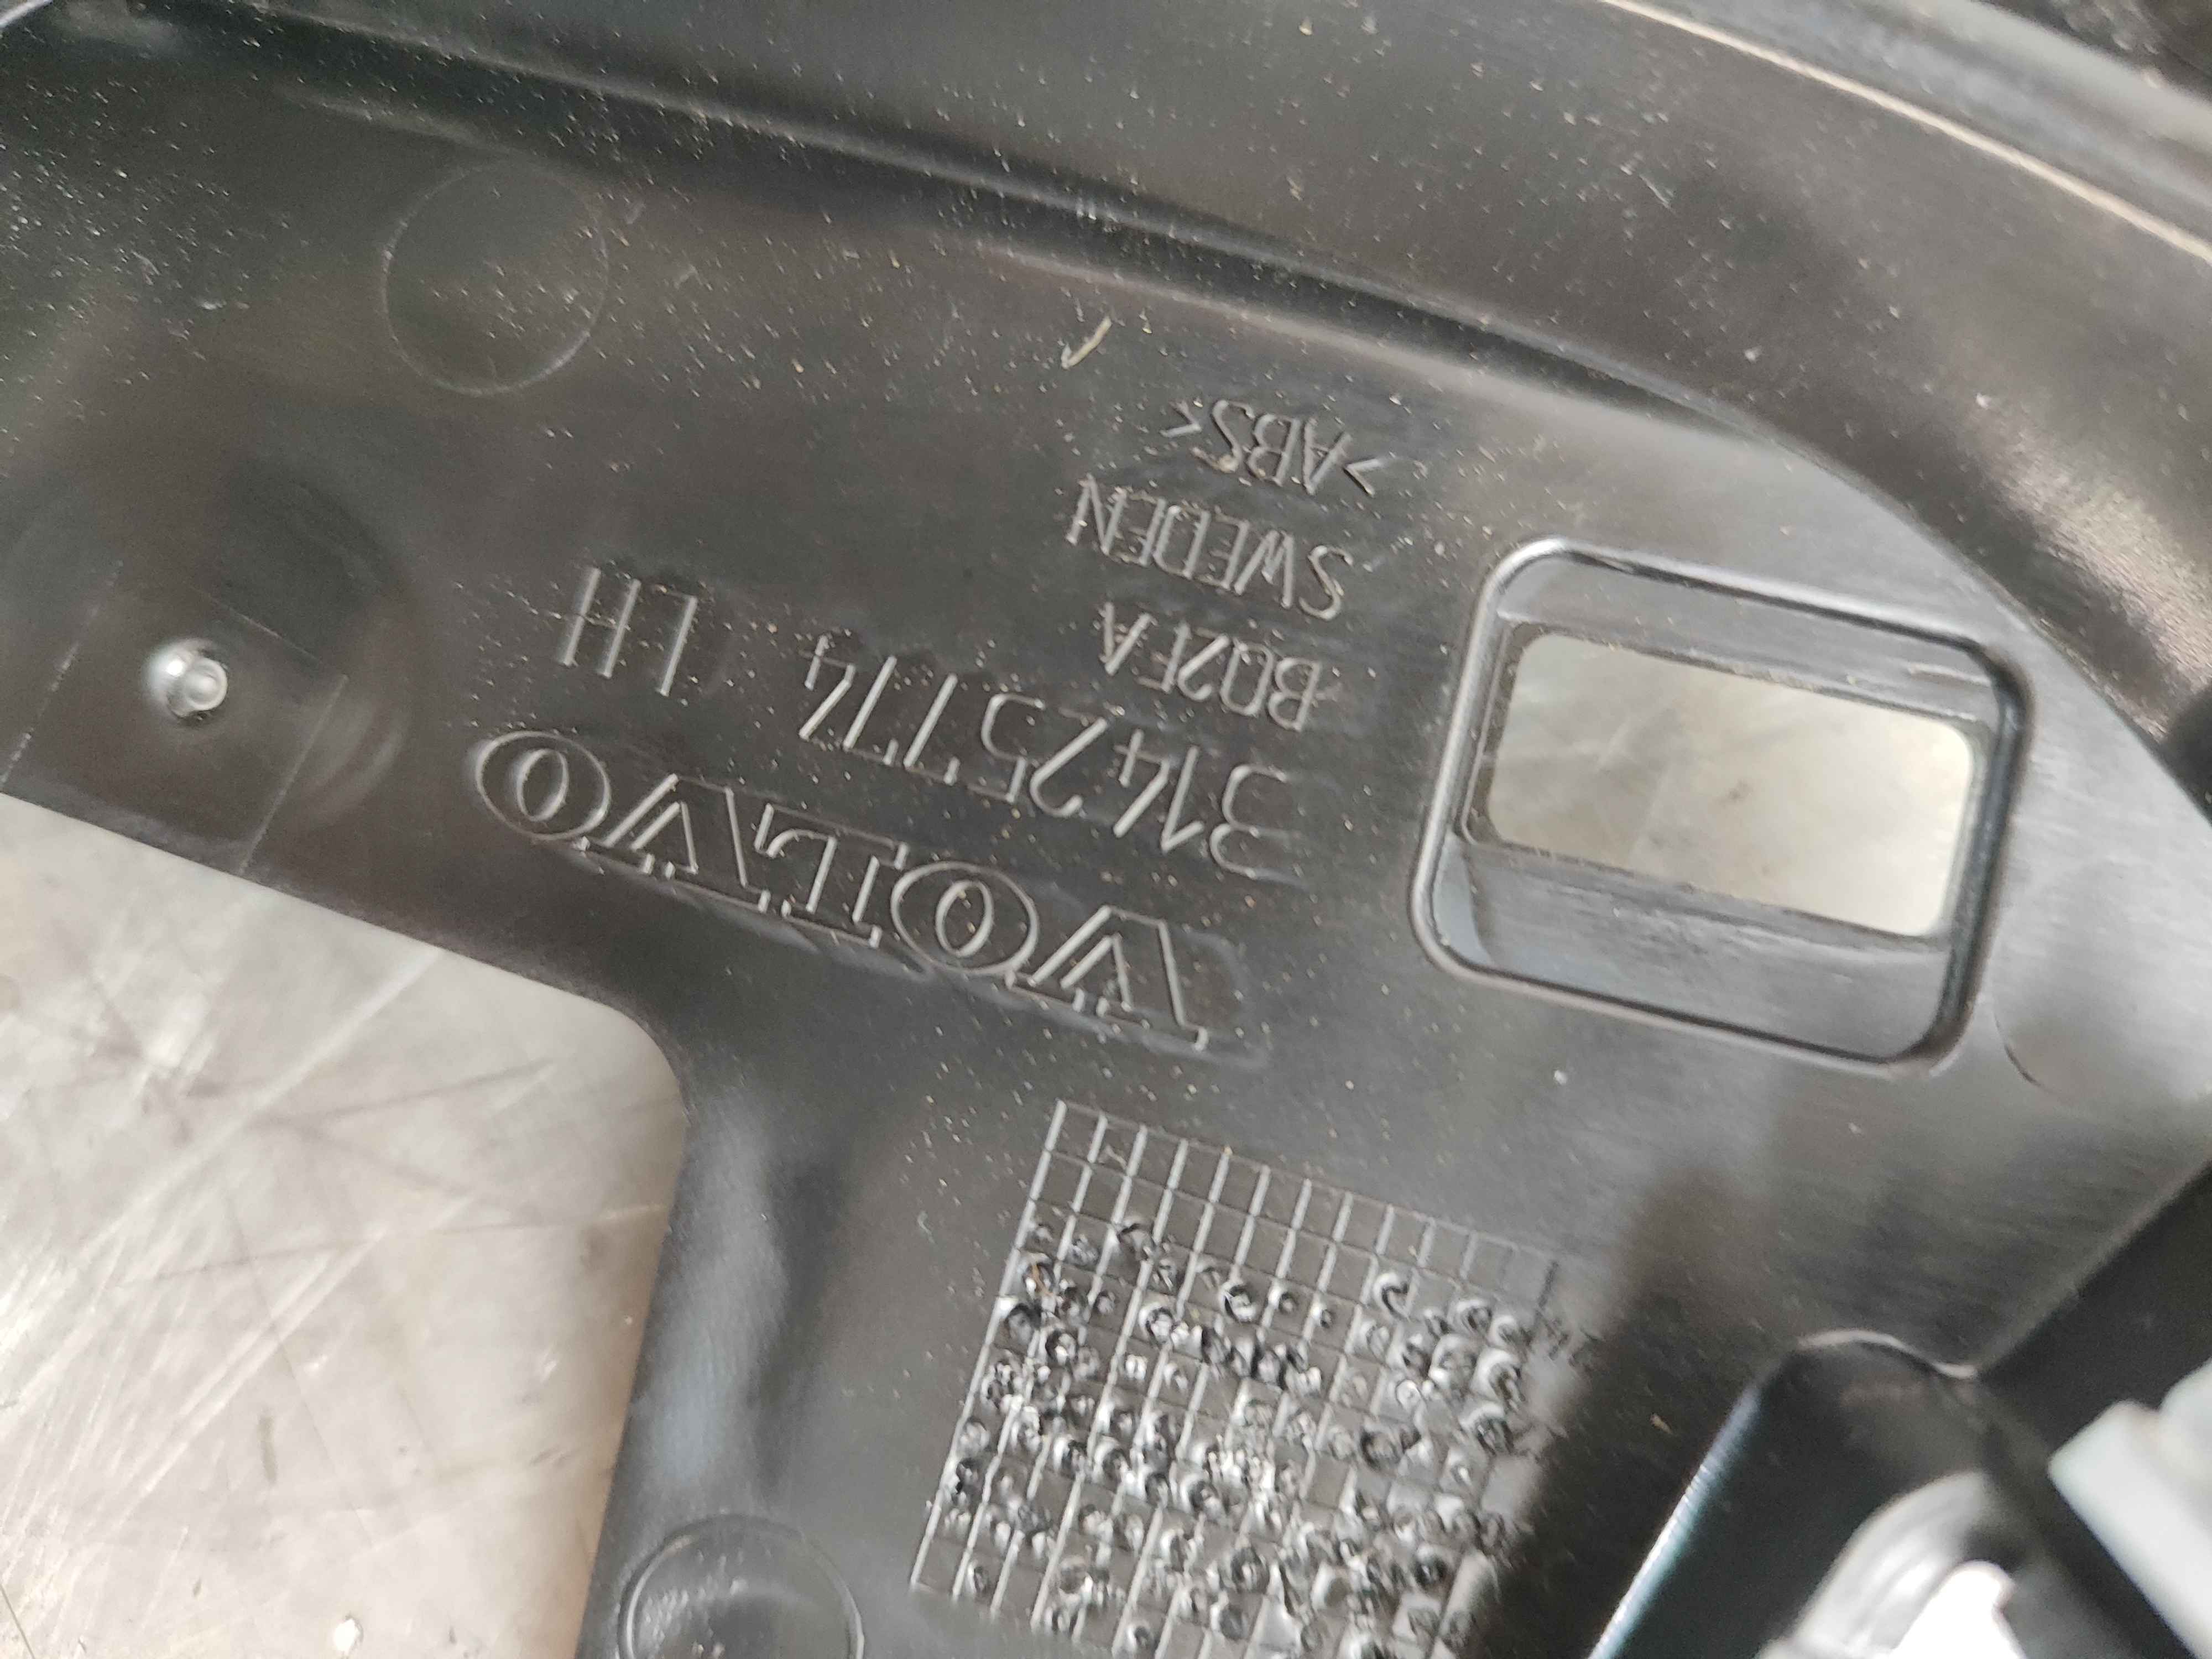 VOLVO
31425774 LH
B02FA
SWEDEN
>ABS<